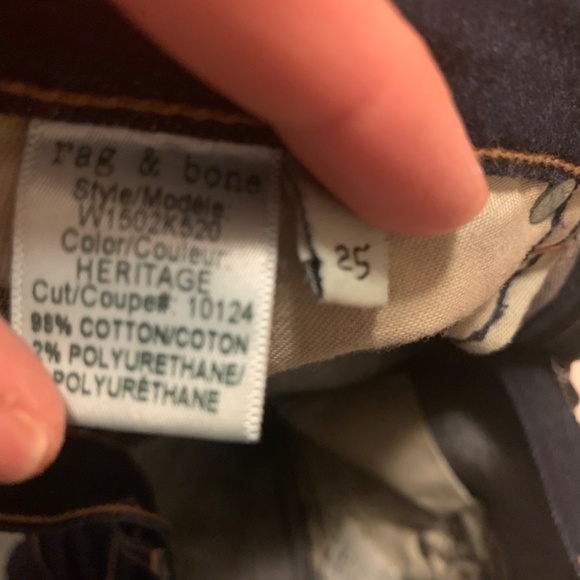 rag & bone
Style/Modèle:
W1502K520
Color/Couleur:
HERITAGE
Cut/Coupe#: 10124
98% COTTON/COTON
2% POLYURETHANE/
POLYURÉTHANE
25